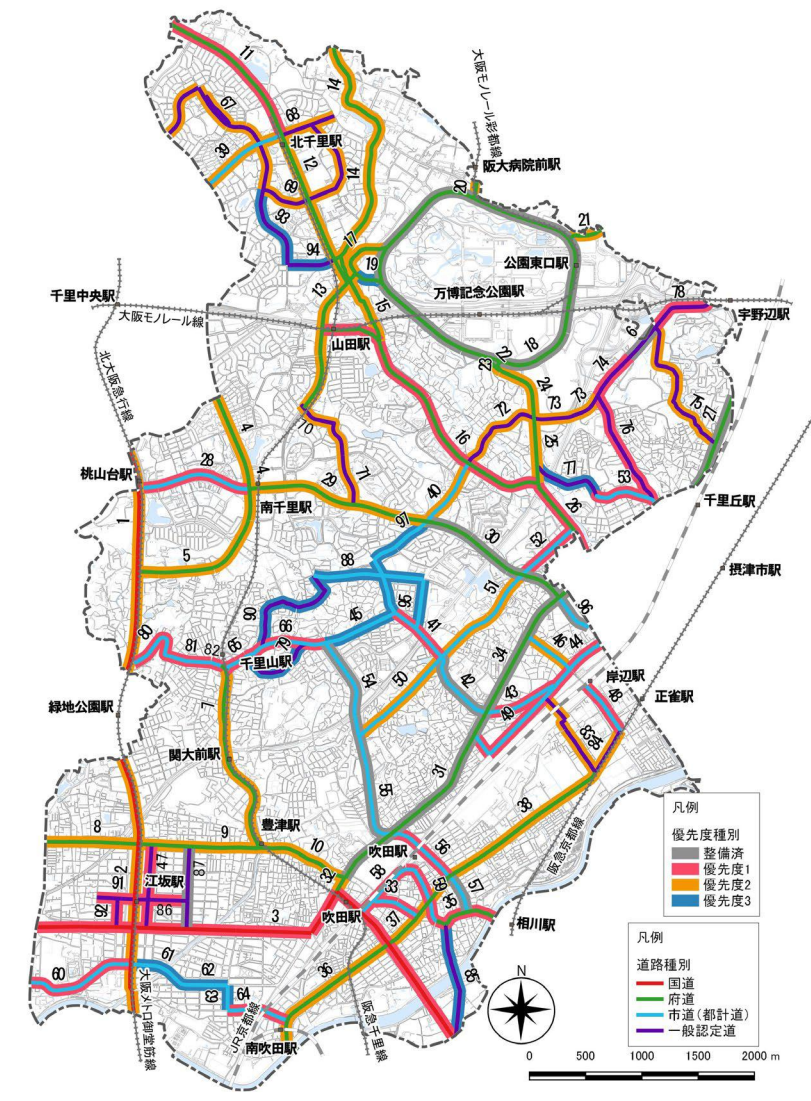 11
14
大阪モノレール彩都線
67
68
北千里駅
39
12
14
阪大病院前駅
69
20
93
21
94
17
19
公園東口駅
13
万博記念公園駅
千里中央駅
15
78
宇野辺駅
大阪モノレール線
山田駅
18
6
22
23
74
北大阪急行線
24
73
73
75
27
72
4
70
76
25
16
28
71
77
53
桃山台駅
4
29
40
26
千里丘駅
1
南千里駅
97
30
52
5
88
摂津市駅
51
90
95
96
45
41
66
34
46
80
81
82
65
79
44
千里山駅
54
50
42
岸辺駅
43
48
正雀駅
緑地公園駅
7
49
83
関大前駅
84
31
55
38
8
9
豊津駅
凡例
10
優先度種別
吹田駅
56
阪急京都線
整備済
2
47
87
江坂駅
58
優先度1
91
32
33
59
57
優先度2
35
優先度3
92
86
3
吹田駅
37
相川駅
凡例
道路種別
61
62
36
国道
60
85
府道
63
64
N
市道(都計道)
一般認定道
大阪メトロ御堂筋線
JR京都線
阪急千里線
南吹田駅
0 500 1000 1500 2000 m